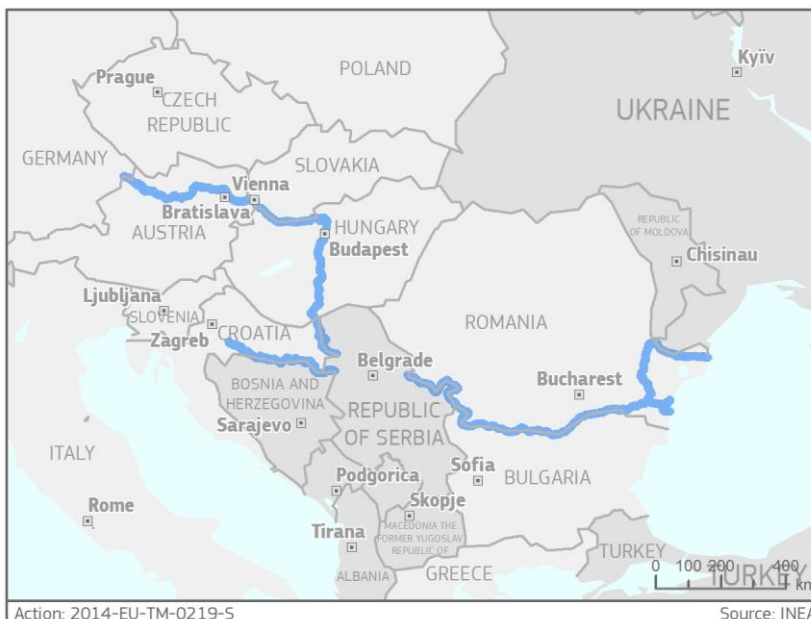 Kyïv
POLAND
Prague
CZECH
REPUBLIC
UKRAINE
GERMANY
SLOVAKIA
Vienna
Bratislava
AUSTRIA
HUNGARY
Budapest
REPUBLIC
OF MOLDOVA
Chisinau
Ljubljana
SLOVENIA
Zagreb
CROATIA
ROMANIA
Belgrade
Bucharest
BOSNIA AND
HERZEGOVINA
Sarajevo
REPUBLIC
OF SERBIA
ITALY
Podgorica
Sofia
BULGARIA
Rome
Skopje
MACEDONIA THE
FORMER YUGOSLAV
REPUBLIC OF
Tirana
ALBANIA
GREECE
TURKEY
TURKEY
0 100 200 400
km
Action: 2014-EU-TM-0219-S
Source: INEA